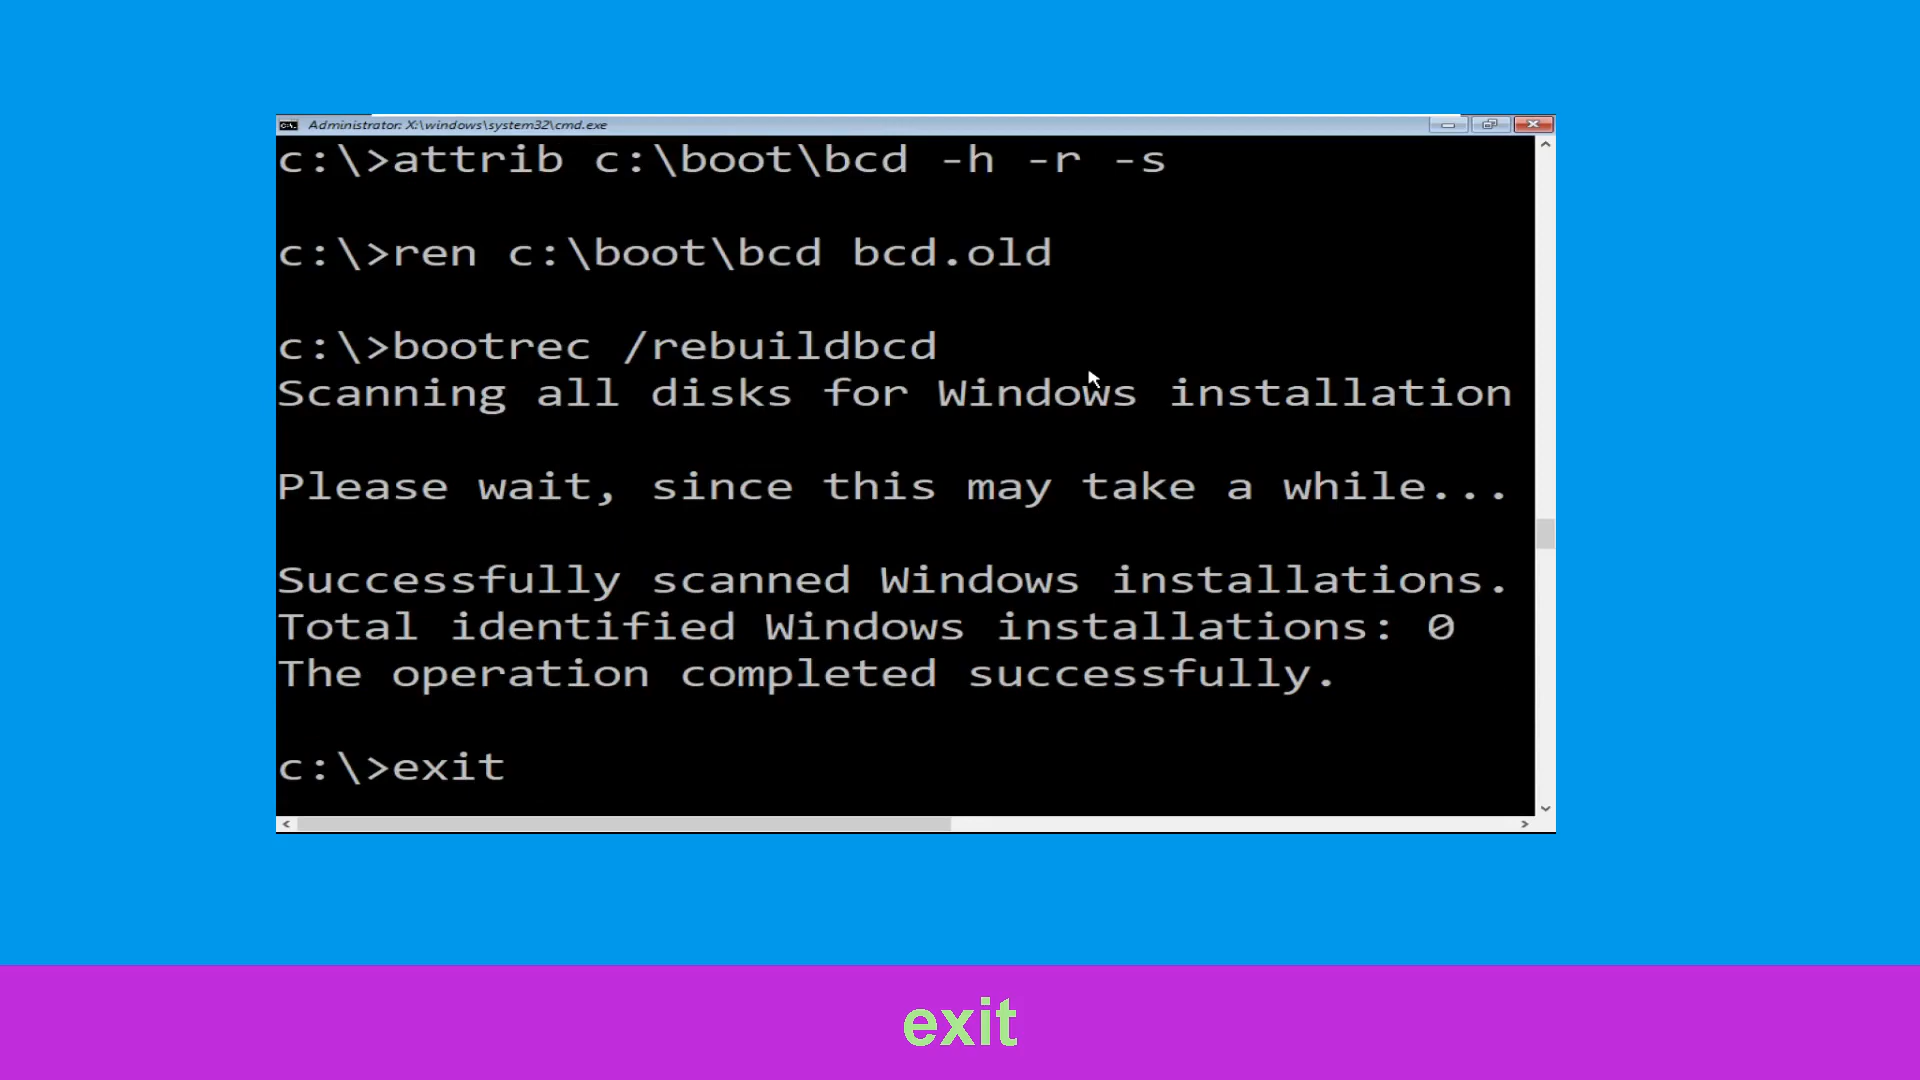 Administrator: X:\windows\system32\cmd.exe
c:\>attrib c:\boot\bcd -h -r -s
c:\>ren c:\boot\bcd bcd.old
c:\>bootrec /rebuildbcd
Scanning all disks for Windows installation
Please wait, since this may take a while...
Successfully scanned Windows installations.
Total identified Windows installations: 0
The operation completed successfully.
c:\>exit
exit